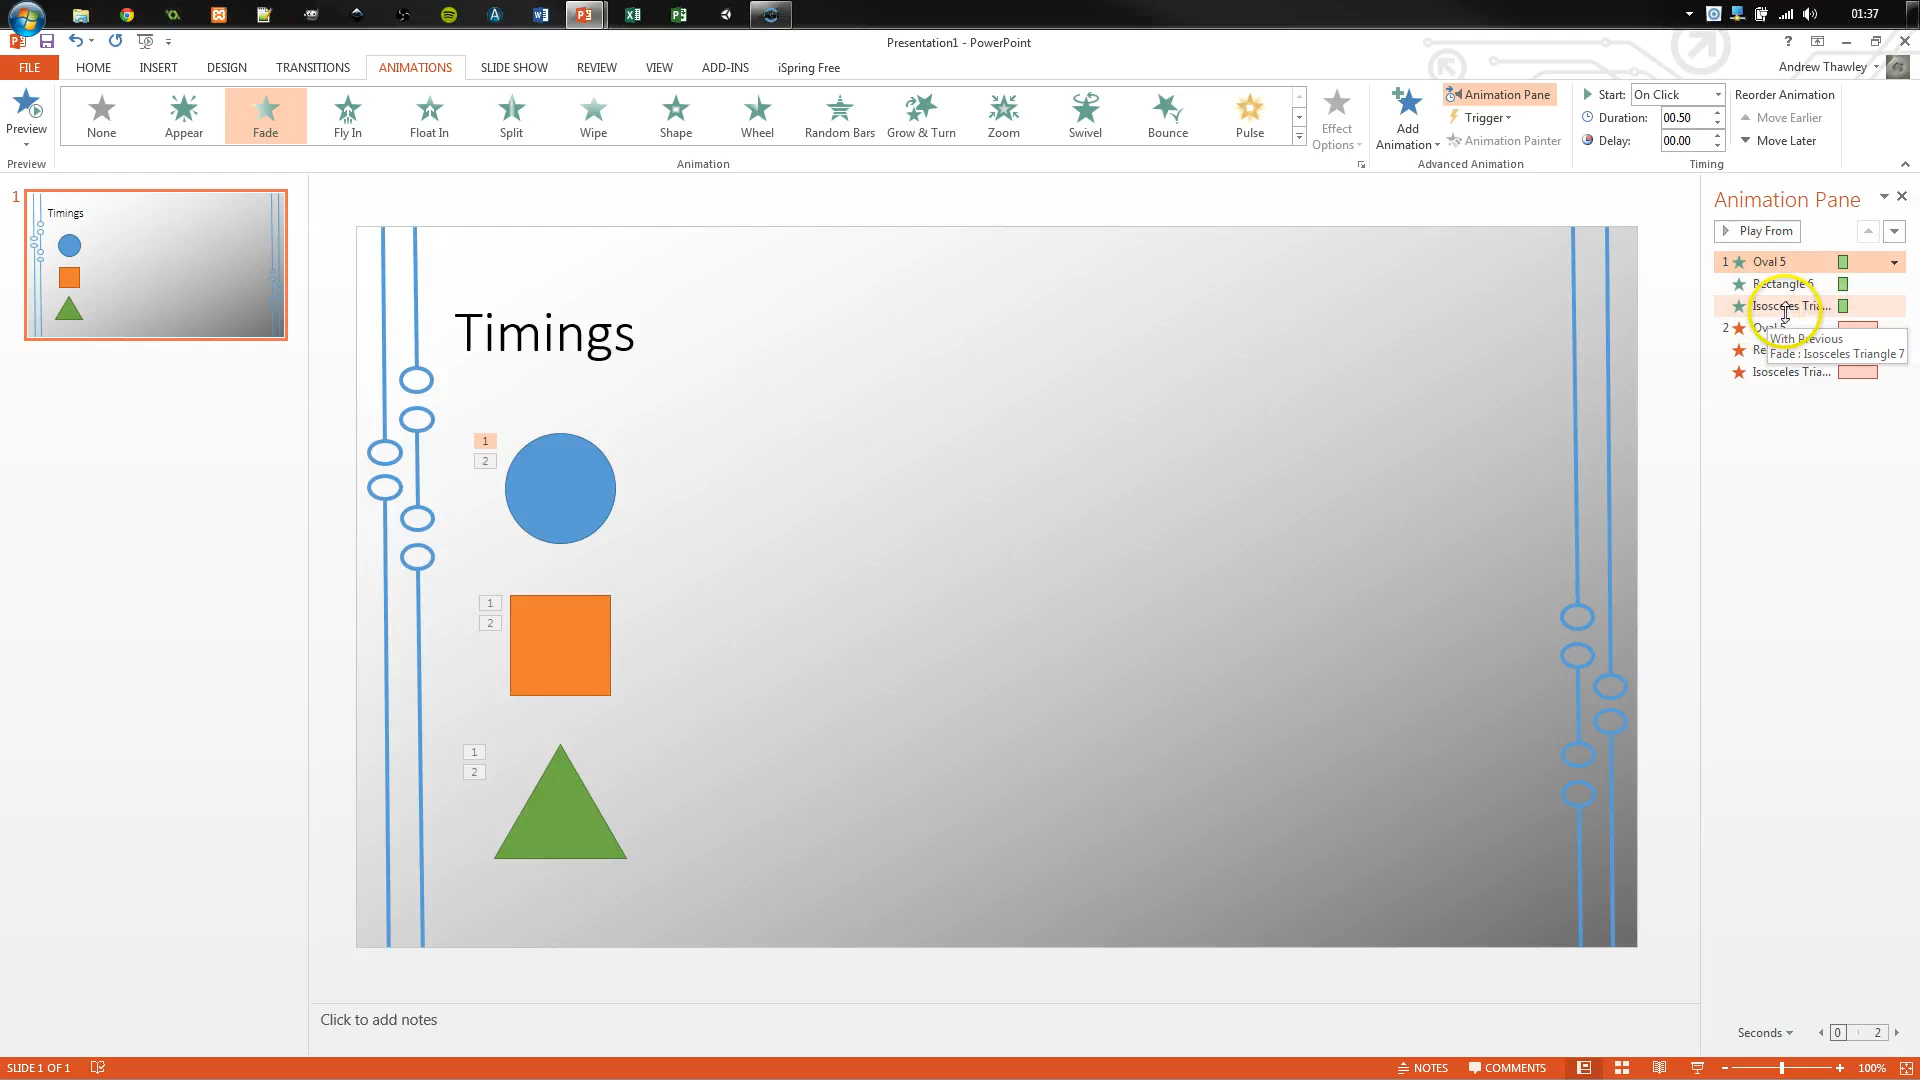 01:37
Presentation1 - PowerPoint
FILE HOME INSERT DESIGN TRANSITIONS ANIMATIONS SLIDE SHOW REVIEW VIEW ADD-INS iSpring Free
Andrew Thawley
Preview
None Appear Fade Fly In Float In Split Wipe Shape Wheel Random Bars Grow & Turn Zoom Swivel Bounce Pulse
Effect Options
Add Animation
Animation Pane
Trigger
Animation Painter
Start: On Click
Duration: 00.50
Delay: 00.00
Reorder Animation
Move Earlier
Move Later
Preview
Animation
Advanced Animation
Timing
1
Timings
Timings
1
2
1
2
1
2
Animation Pane
Play From
1 Oval 5
Rectangle 6
Isosceles Tria...
2 Oval 5
Re
Isosceles Tria...
With Previous
Fade : Isosceles Triangle 7
Seconds
0 2
Click to add notes
SLIDE 1 OF 1
NOTES
COMMENTS
100%